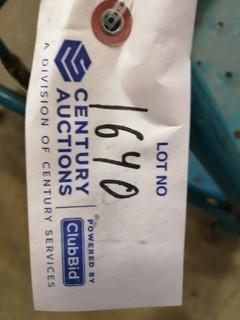 LOT NO
1640
CENTURY
AUCTIONS
A DIVISION OF CENTURY SERVICES
POWERED BY
ClubBid